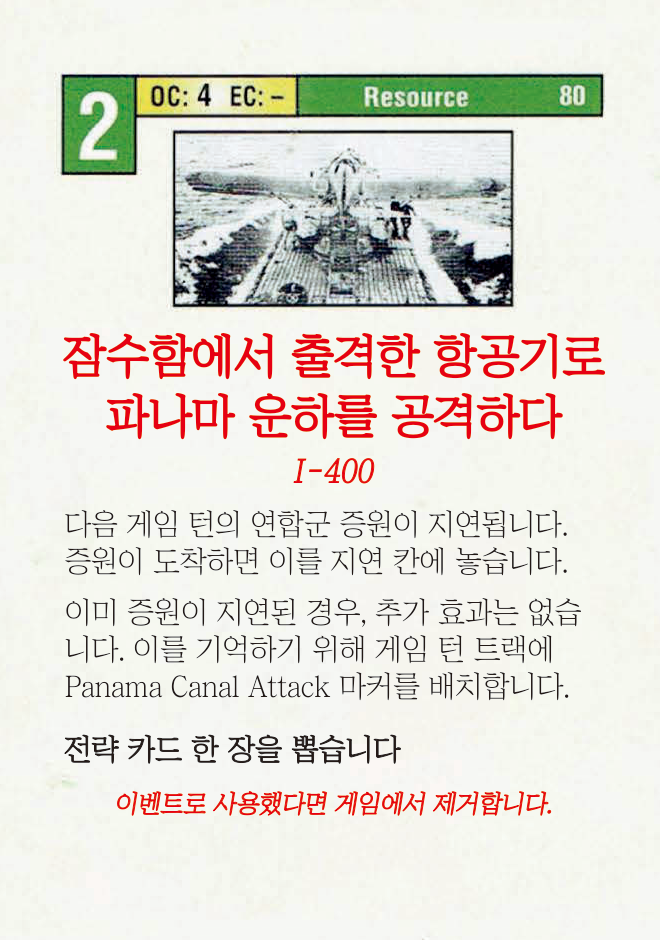 2
OC: 4 EC: –
Resource 80
잠수함에서 출격한 항공기로
파나마 운하를 공격하다
I-400
다음 게임 턴의 연합군 증원이 지연됩니다.
증원이 도착하면 이를 지연 칸에 놓습니다.
이미 증원이 지연된 경우, 추가 효과는 없습
니다. 이를 기억하기 위해 게임 턴 트랙에
Panama Canal Attack 마커를 배치합니다.
전략 카드 한 장을 뽑습니다
이벤트로 사용했다면 게임에서 제거합니다.